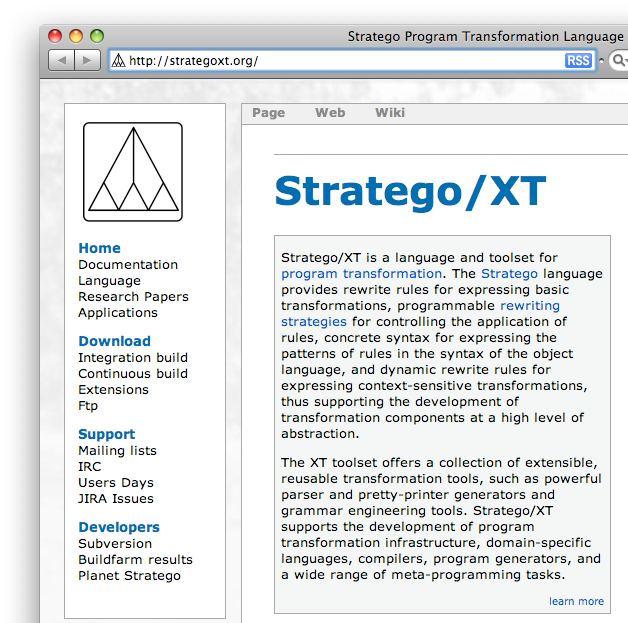 Stratego Program Transformation Language
http://strategoxt.org/
RSS
Page Web Wiki
Home
Documentation
Language
Research Papers
Applications
Download
Integration build
Continuous build
Extensions
Ftp
Support
Mailing lists
IRC
Users Days
JIRA Issues
Developers
Subversion
Buildfarm results
Planet Stratego
Stratego/XT
Stratego/XT is a language and toolset for
program transformation. The Stratego language
provides rewrite rules for expressing basic
transformations, programmable rewriting
strategies for controlling the application of
rules, concrete syntax for expressing the
patterns of rules in the syntax of the object
language, and dynamic rewrite rules for
expressing context-sensitive transformations,
thus supporting the development of
transformation components at a high level of
abstraction.
The XT toolset offers a collection of extensible,
reusable transformation tools, such as powerful
parser and pretty-printer generators and
grammar engineering tools. Stratego/XT
supports the development of program
transformation infrastructure, domain-specific
languages, compilers, program generators, and
a wide range of meta-programming tasks.
learn more